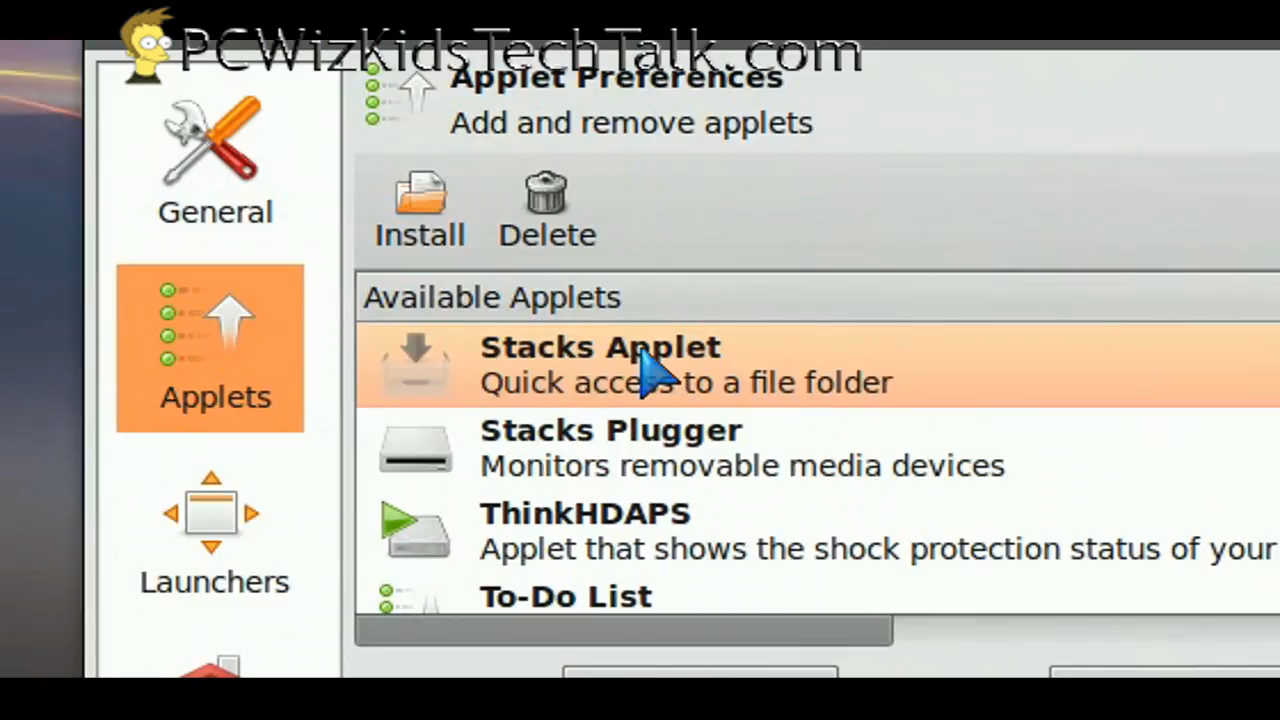 PCWizKidsTechTalk.com
Applet Preferences
Add and remove applets
General
Install Delete
Available Applets
Stacks Applet
Quick access to a file folder
Applets
Stacks Plugger
Monitors removable media devices
ThinkHDAPS
Applet that shows the shock protection status of your
Launchers
To-Do List